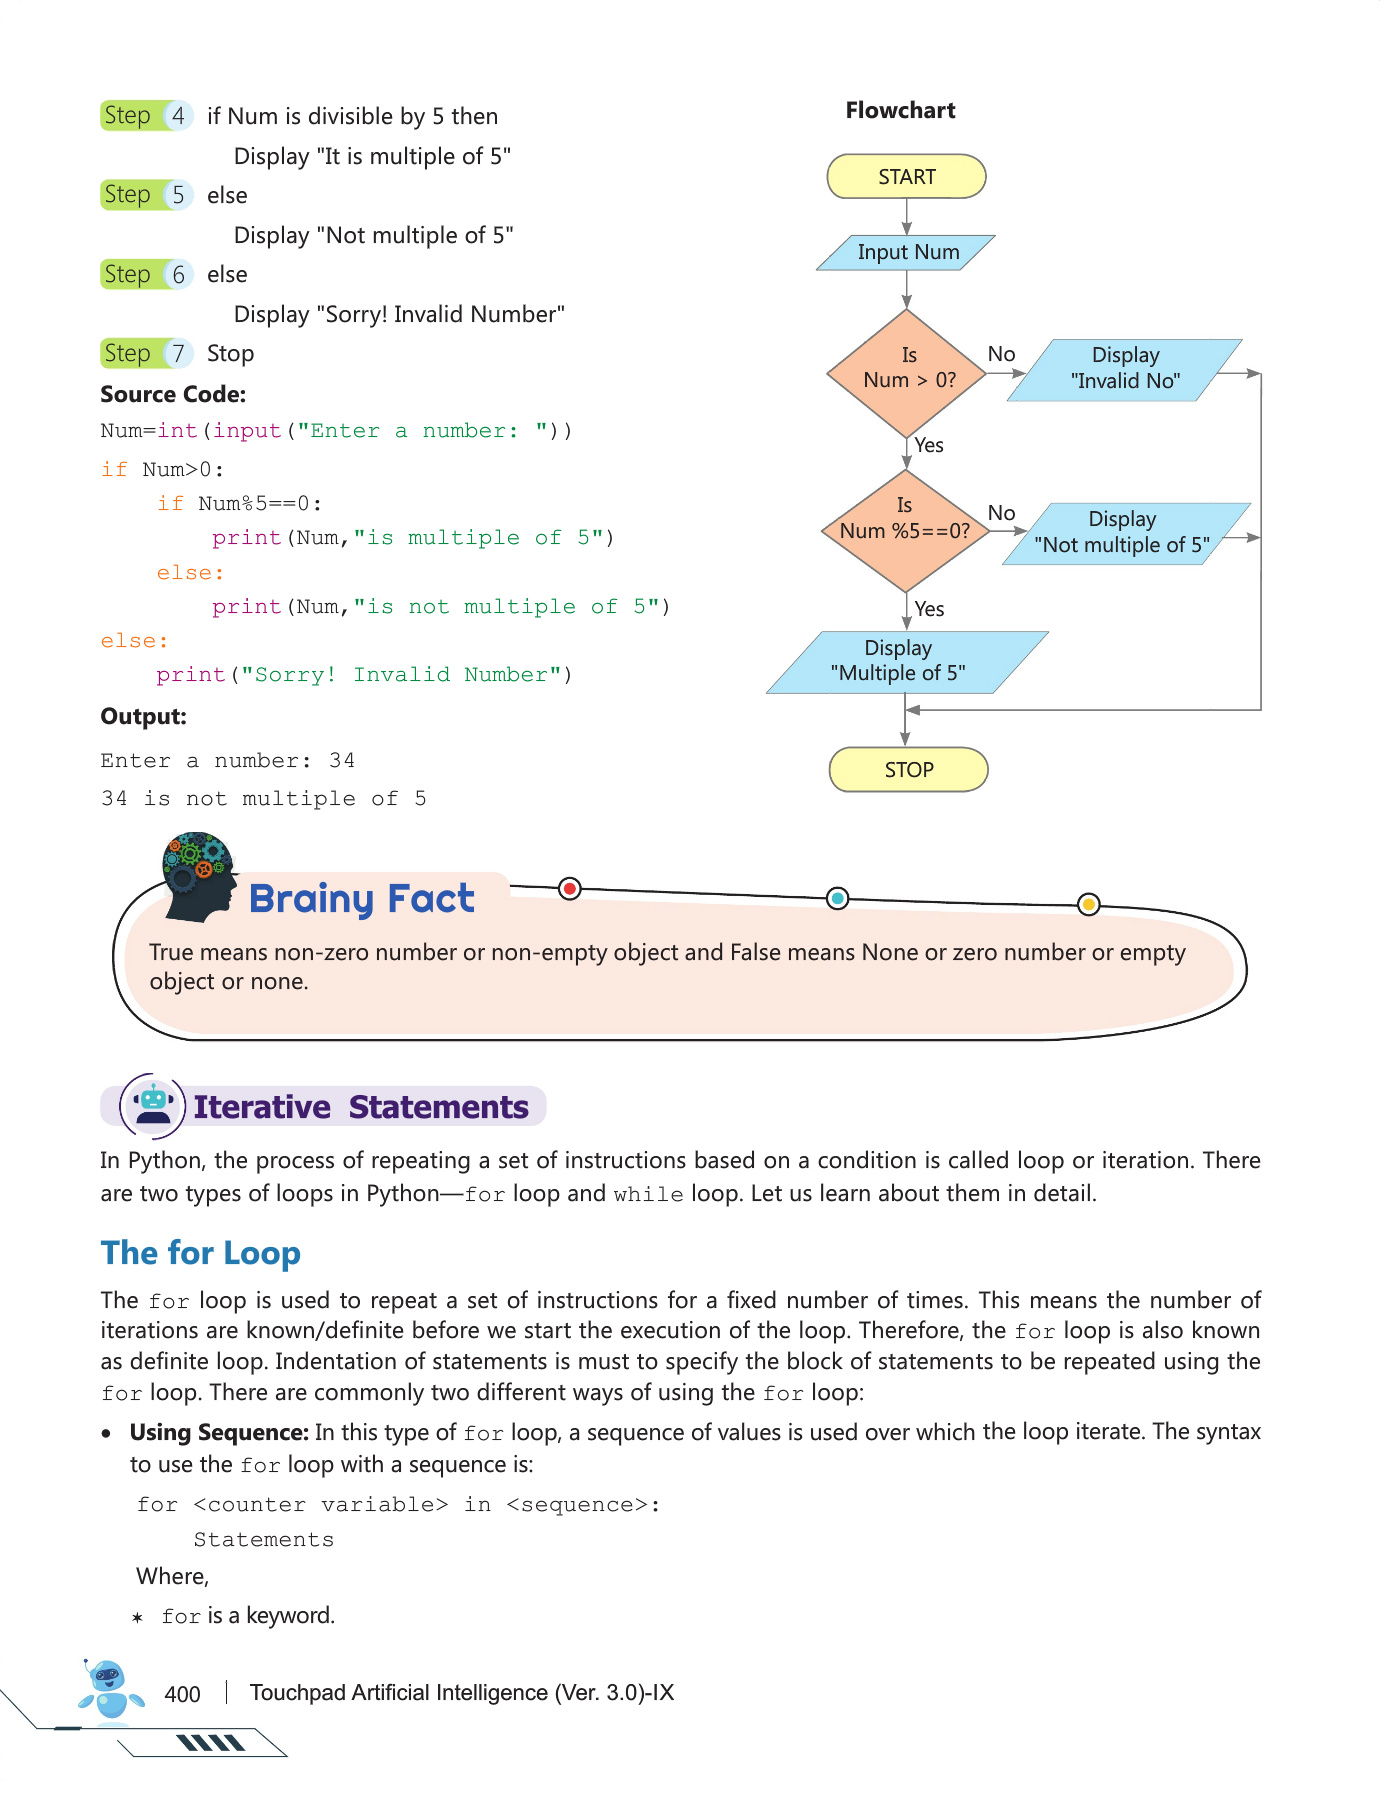 Step 4 if Num is divisible by 5 then
Display "It is multiple of 5"
Step 5 else
Display "Not multiple of 5"
Step 6 else
Display "Sorry! Invalid Number"
Step 7 Stop
Source Code:
Num=int(input("Enter a number: "))
if Num>0:
    if Num%5==0:
        print(Num,"is multiple of 5")
    else:
        print(Num,"is not multiple of 5")
else:
    print("Sorry! Invalid Number")
Output:
Enter a number: 34
34 is not multiple of 5
Flowchart
START
Input Num
Is
Num > 0?
No
Display
"Invalid No"
Yes
Is
Num %5==0?
No
Display
"Not multiple of 5"
Yes
Display
"Multiple of 5"
STOP
Brainy Fact
True means non-zero number or non-empty object and False means None or zero number or empty
object or none.
Iterative Statements
In Python, the process of repeating a set of instructions based on a condition is called loop or iteration. There
are two types of loops in Python—for loop and while loop. Let us learn about them in detail.
The for Loop
The for loop is used to repeat a set of instructions for a fixed number of times. This means the number of
iterations are known/definite before we start the execution of the loop. Therefore, the for loop is also known
as definite loop. Indentation of statements is must to specify the block of statements to be repeated using the
for loop. There are commonly two different ways of using the for loop:
• Using Sequence: In this type of for loop, a sequence of values is used over which the loop iterate. The syntax
to use the for loop with a sequence is:
for <counter variable> in <sequence>:
    Statements
Where,
✶ for is a keyword.
400 | Touchpad Artificial Intelligence (Ver. 3.0)-IX